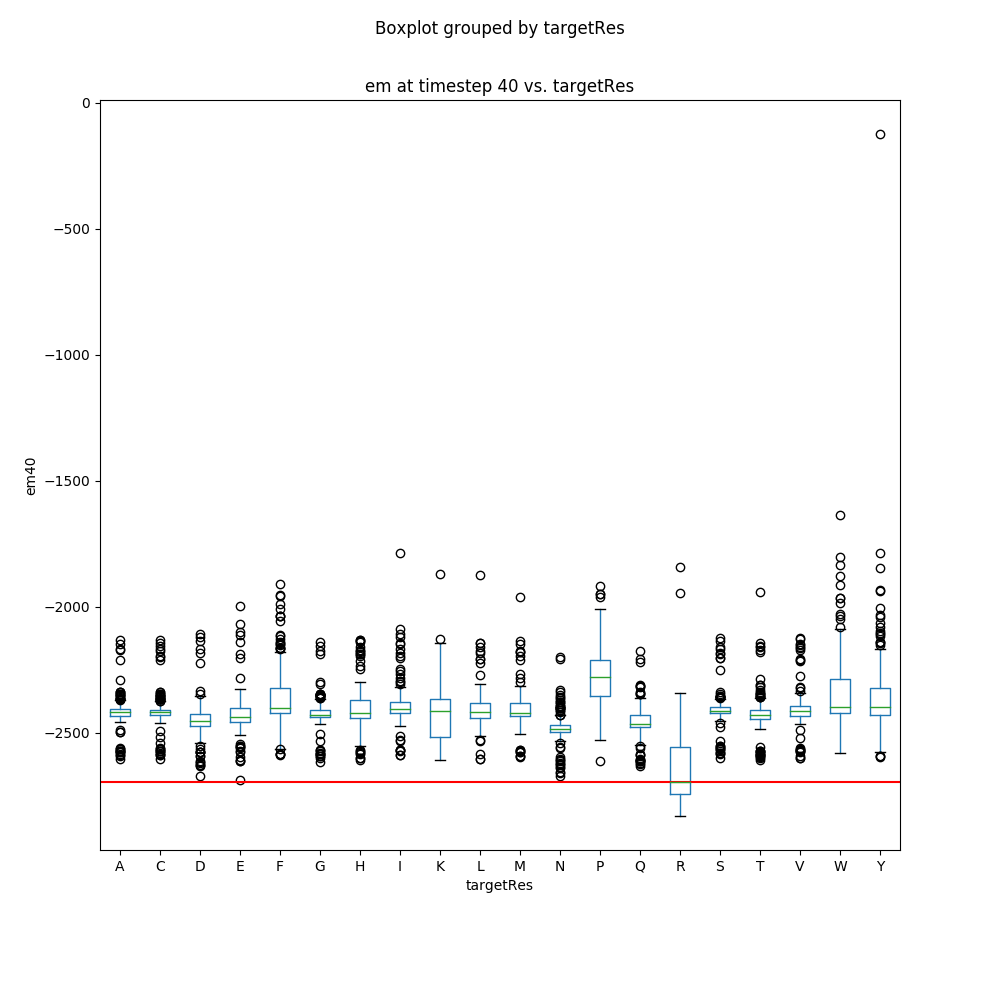 Boxplot grouped by targetRes
em at timestep 40 vs. targetRes
0
−500
−1000
−1500
−2000
−2500
em40
A C D E F G H I K L M N P Q R S T V W Y
targetRes